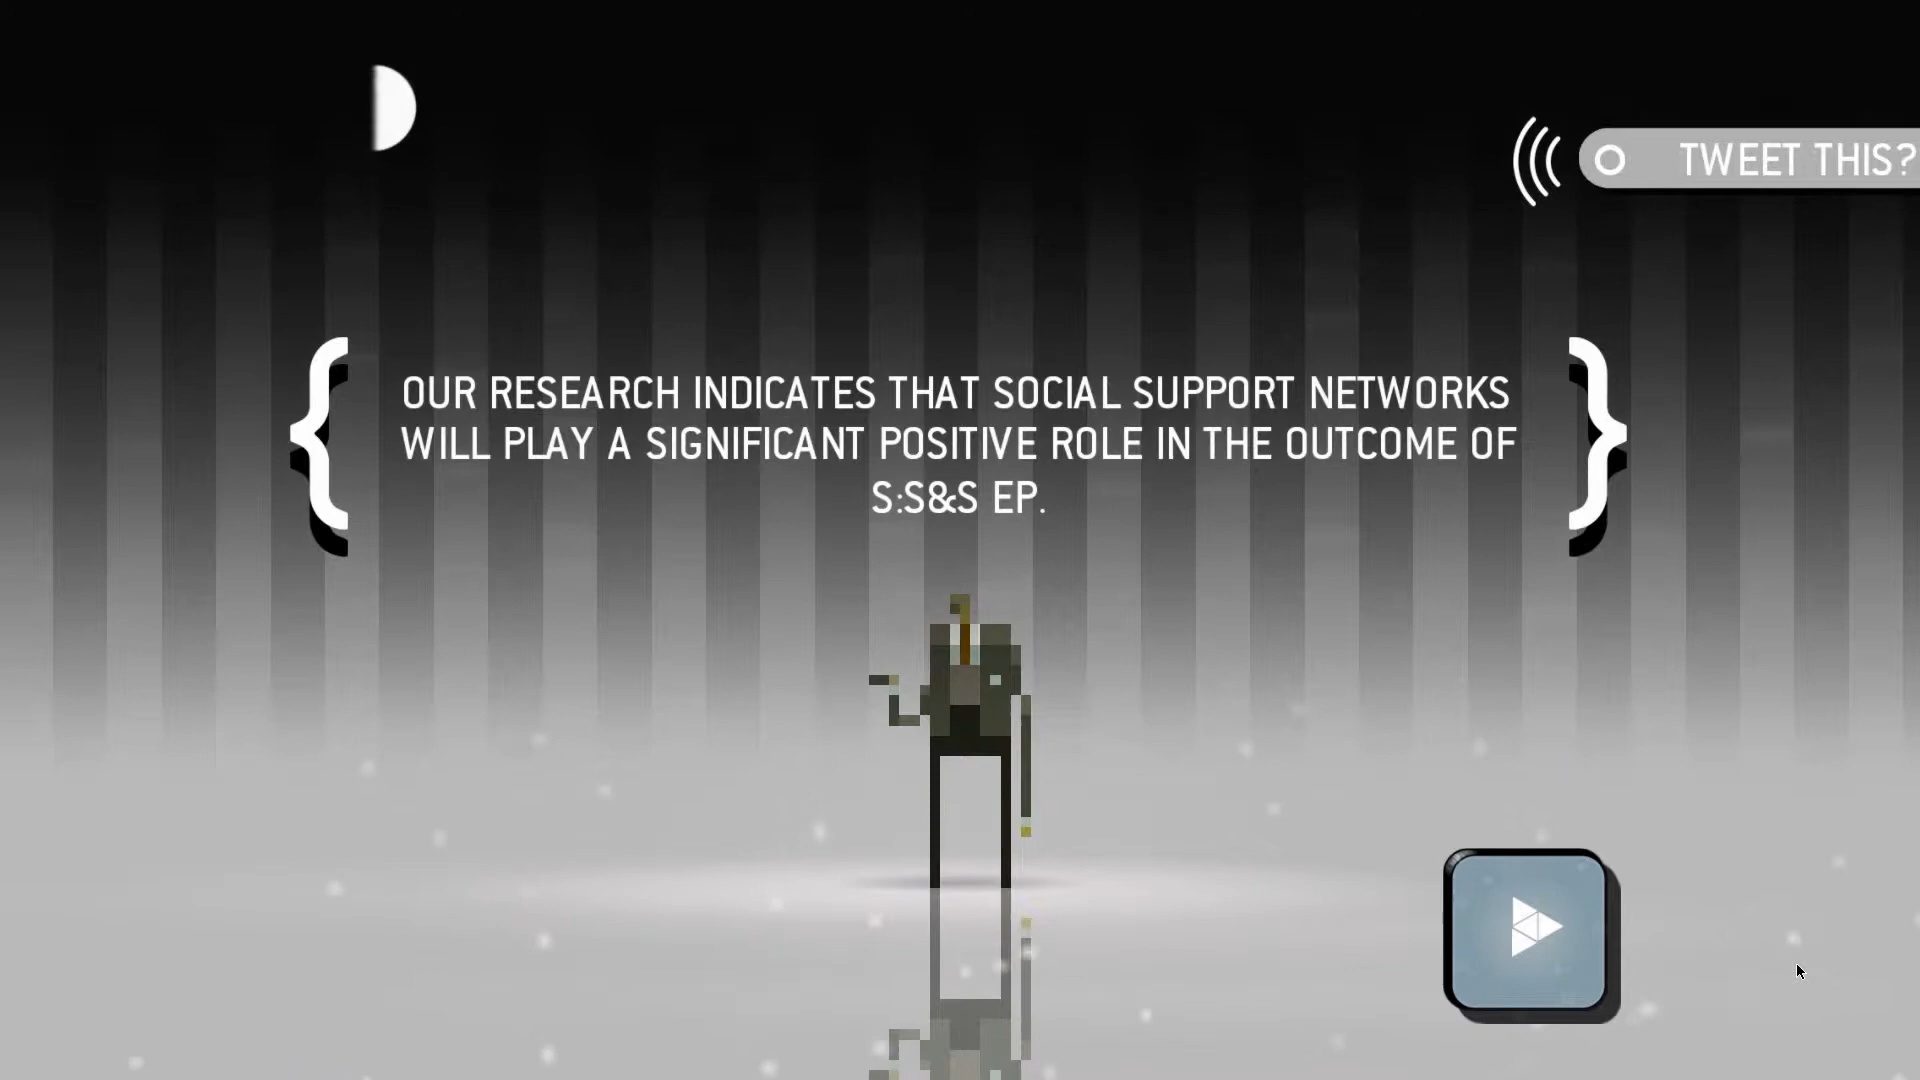 TWEET THIS?
OUR RESEARCH INDICATES THAT SOCIAL SUPPORT NETWORKS
WILL PLAY A SIGNIFICANT POSITIVE ROLE IN THE OUTCOME OF
S:S&S EP.